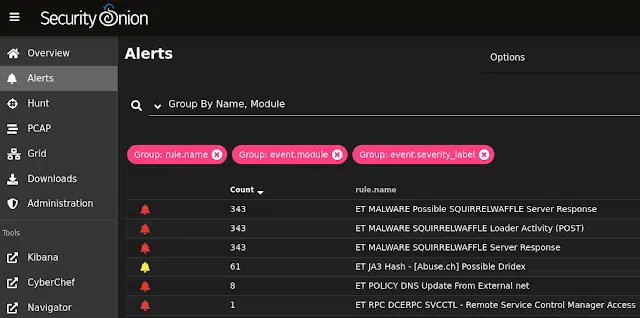 Security Onion
Overview
Alerts
Hunt
PCAP
Grid
Downloads
Administration
Tools
Kibana
CyberChef
Navigator
Alerts
Options
Group By Name, Module
Group: rule.name Group: event.module Group: event.severity_label
Count rule.name
343 ET MALWARE Possible SQUIRRELWAFFLE Server Response
343 ET MALWARE SQUIRRELWAFFLE Loader Activity (POST)
343 ET MALWARE SQUIRRELWAFFLE Server Response
61 ET JA3 Hash - [Abuse.ch] Possible Dridex
8 ET POLICY DNS Update From External net
1 ET RPC DCERPC SVCCTL - Remote Service Control Manager Access